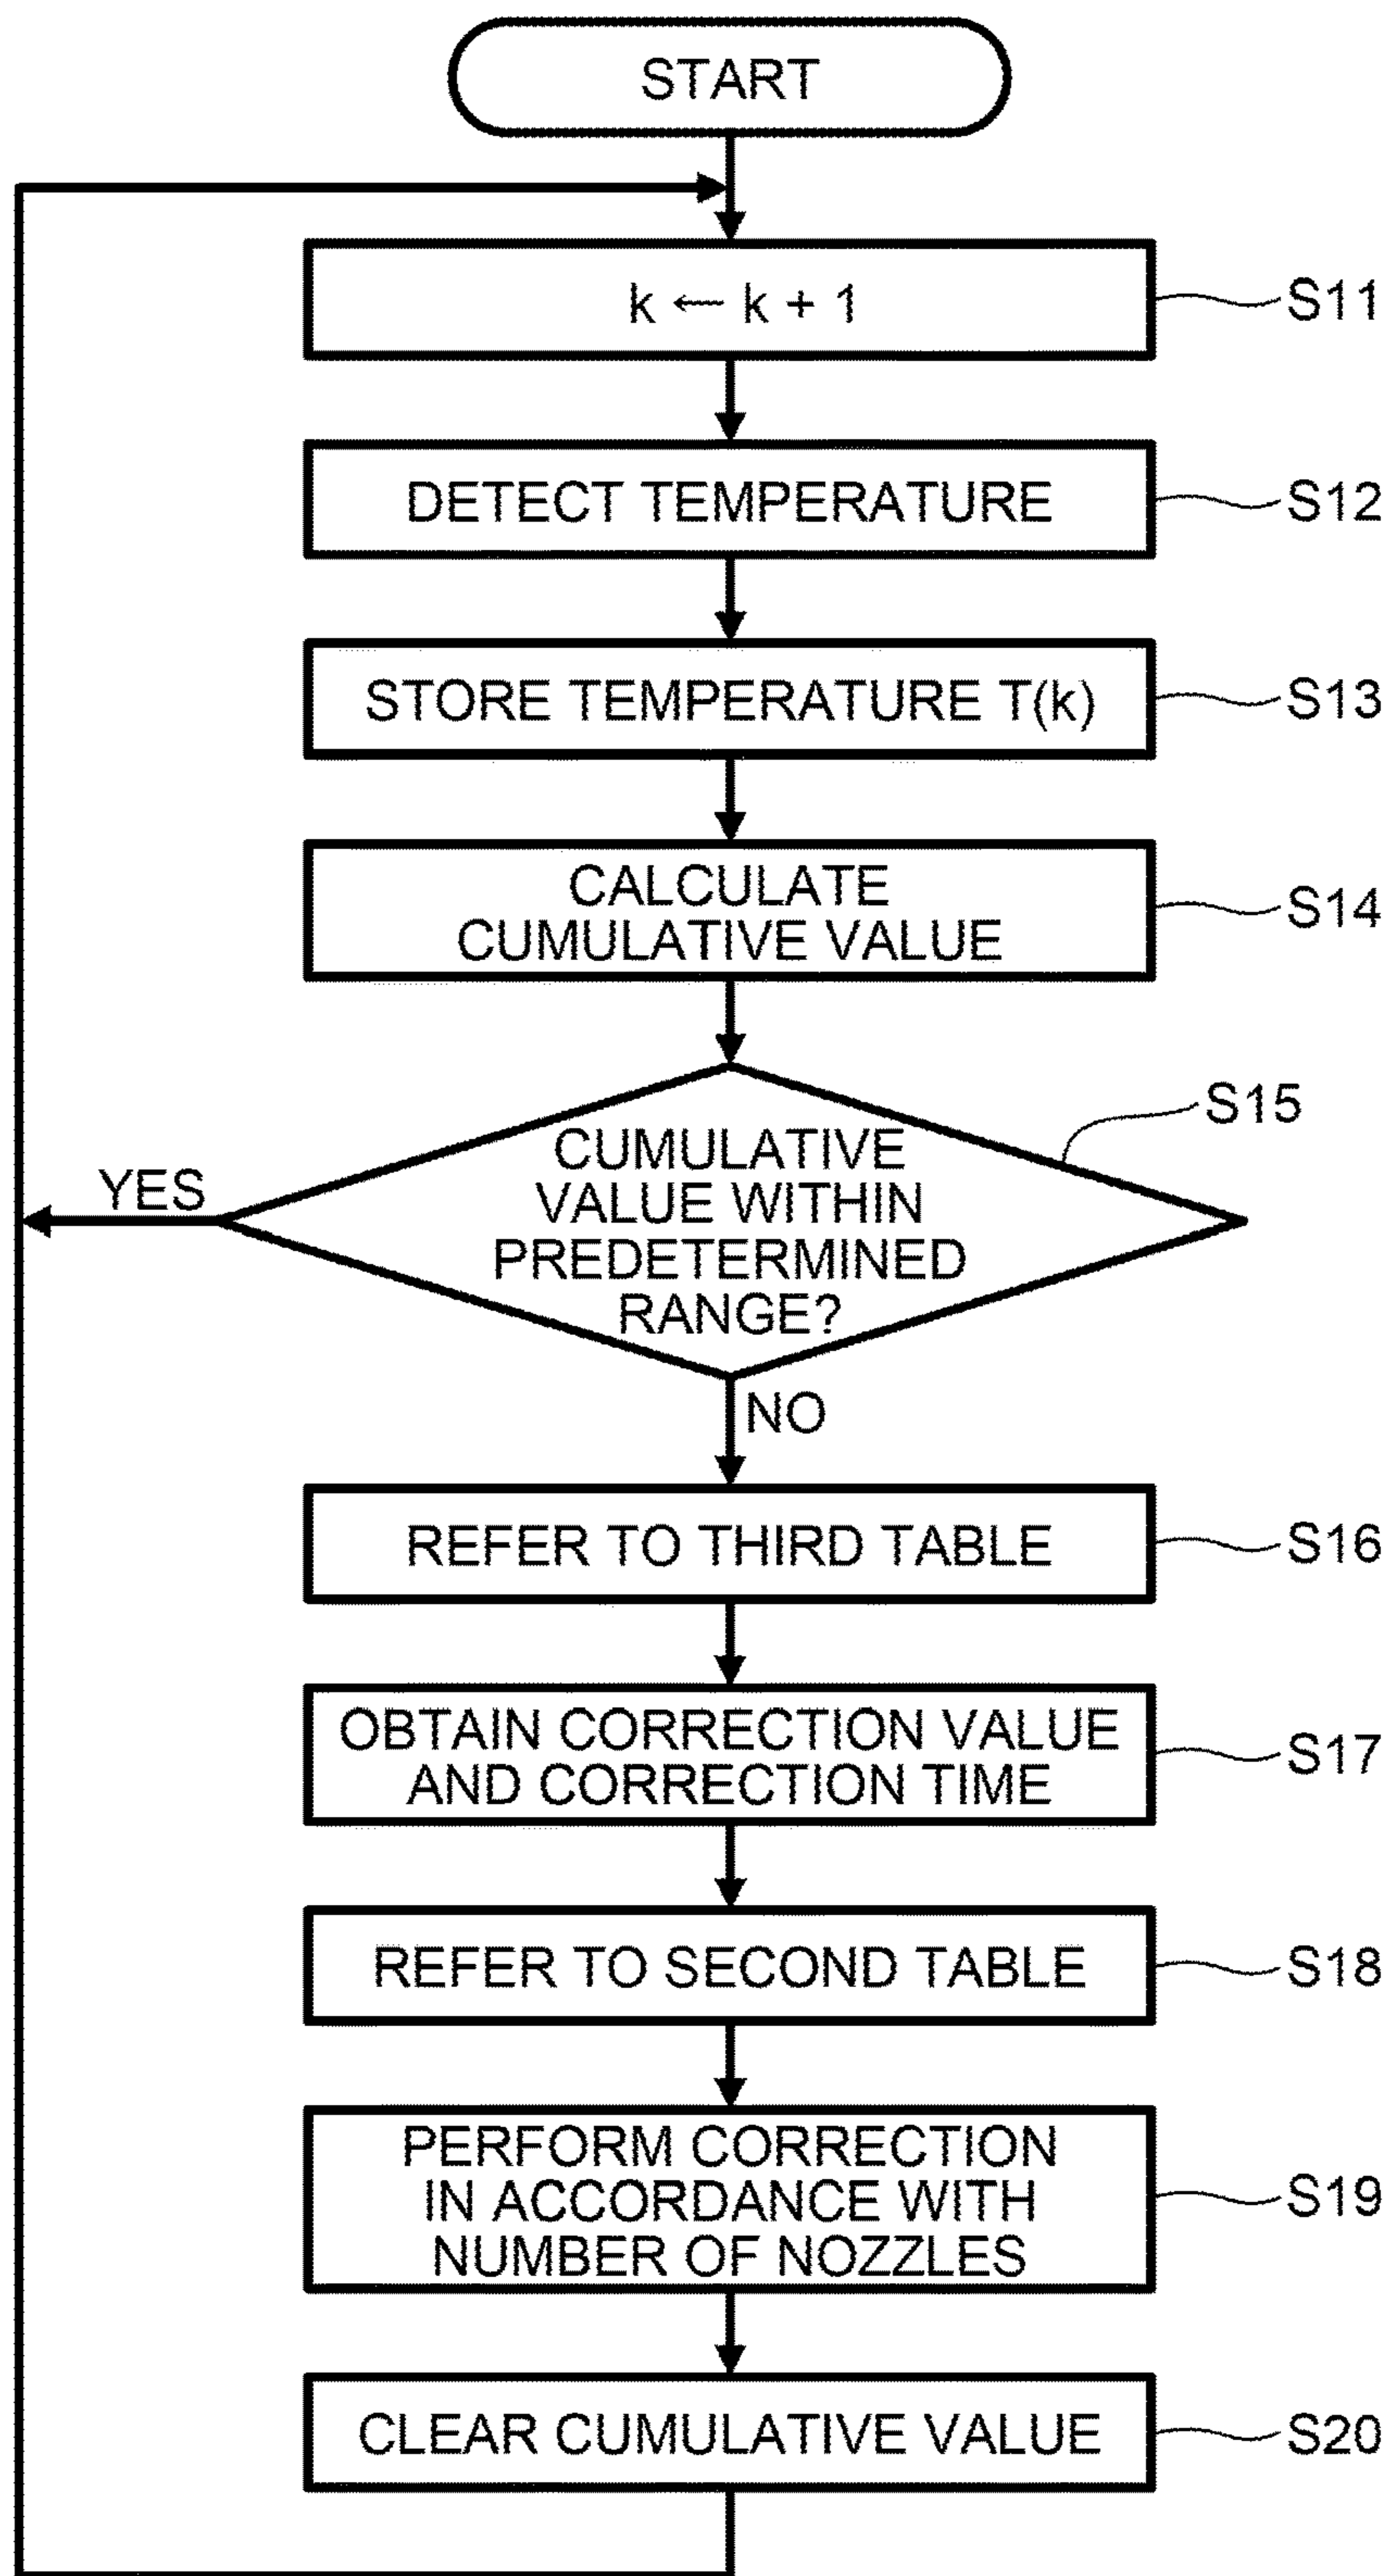 START
k ← k + 1
S11
DETECT TEMPERATURE
S12
STORE TEMPERATURE T(k)
S13
CALCULATE
CUMULATIVE VALUE
S14
S15
CUMULATIVE
VALUE WITHIN
PREDETERMINED
RANGE?
YES
NO
REFER TO THIRD TABLE
S16
OBTAIN CORRECTION VALUE
AND CORRECTION TIME
S17
REFER TO SECOND TABLE
S18
PERFORM CORRECTION
IN ACCORDANCE WITH
NUMBER OF NOZZLES
S19
CLEAR CUMULATIVE VALUE
S20